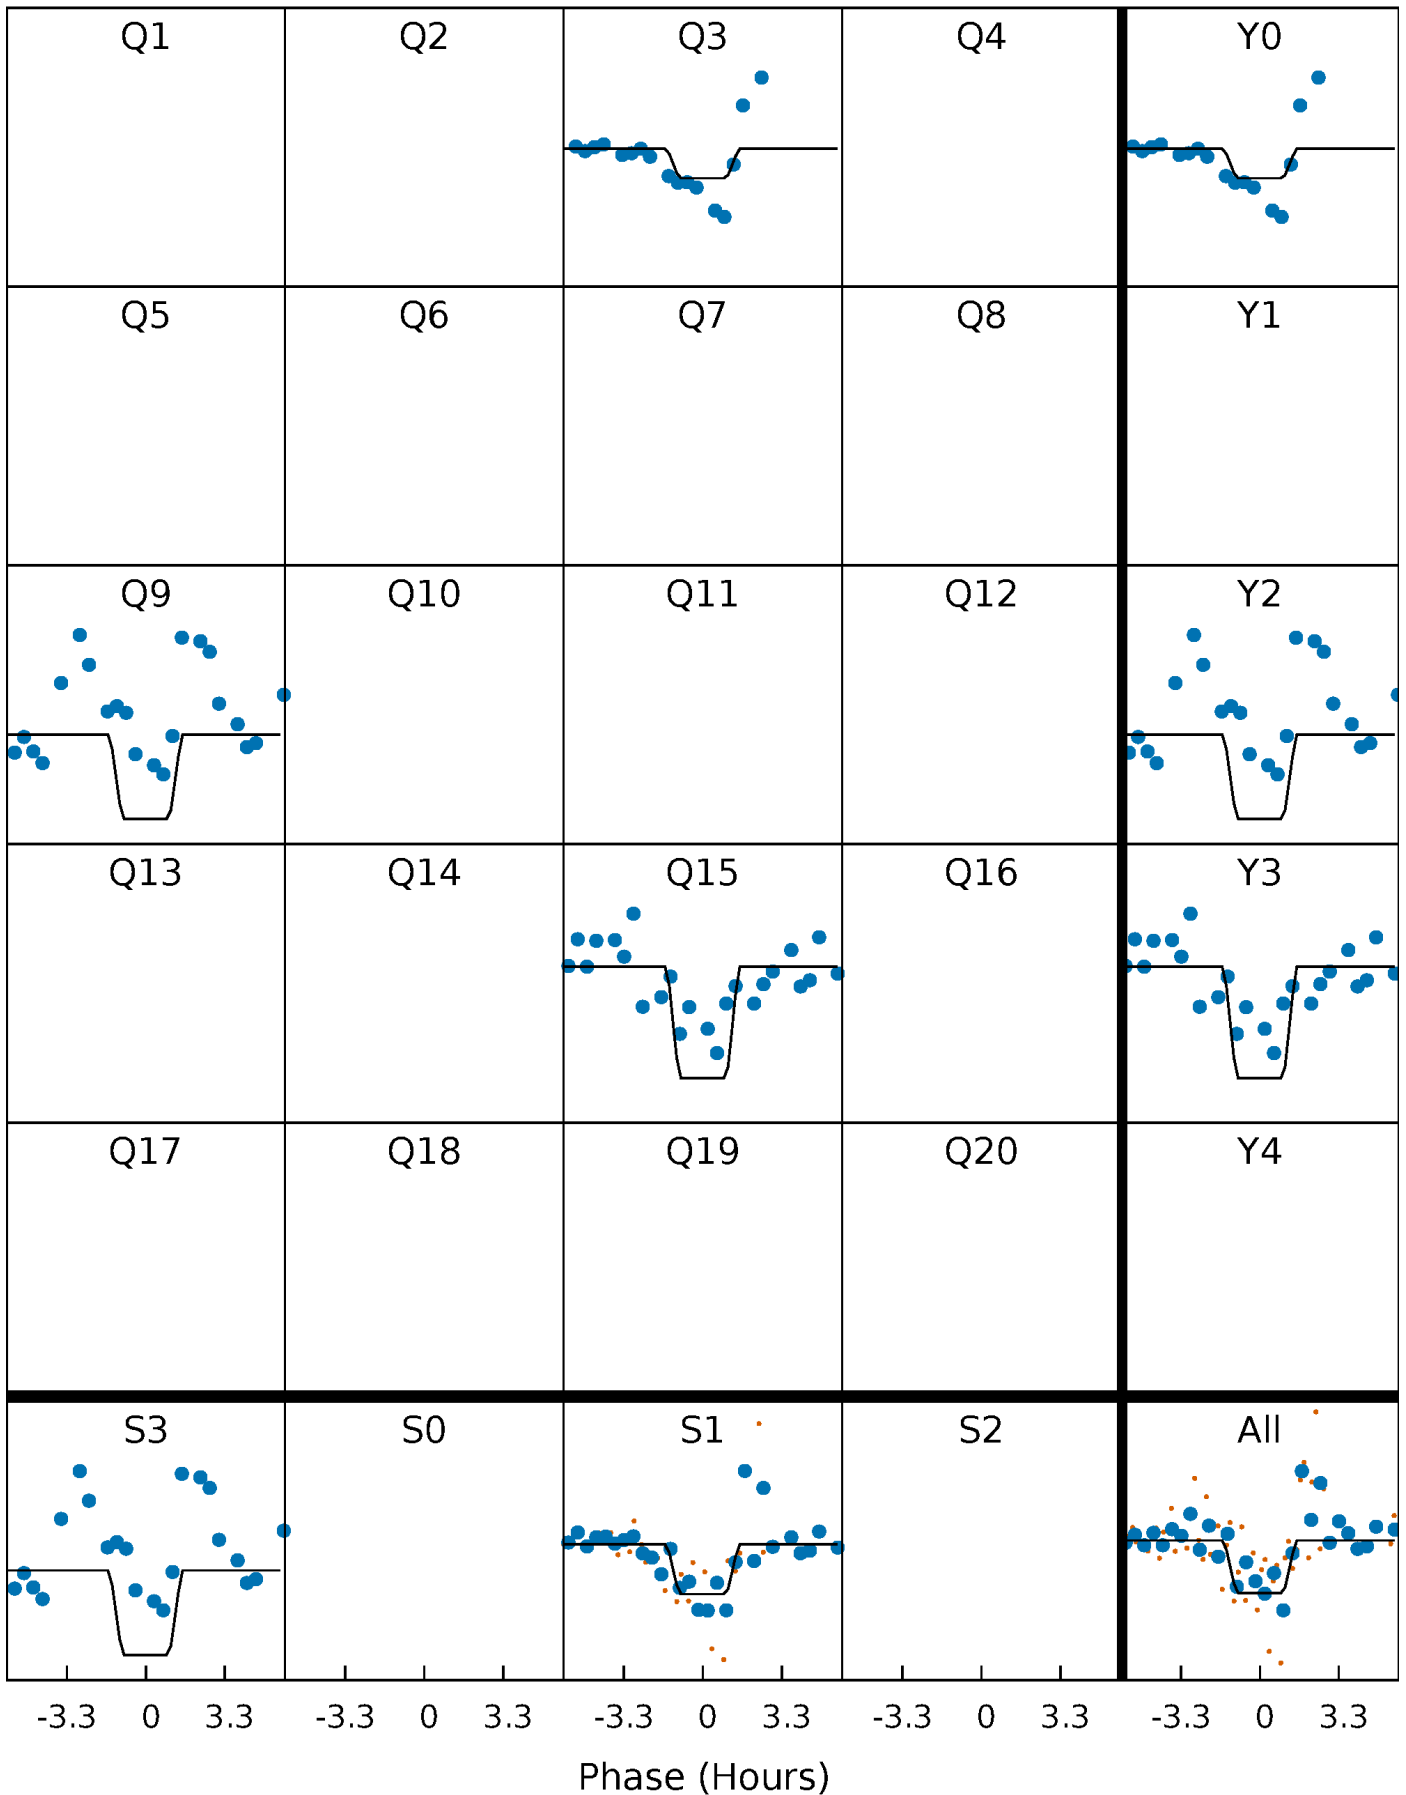 Q1 Q2 Q3 Q4 Y0
Q5 Q6 Q7 Q8 Y1
Q9 Q10 Q11 Q12 Y2
Q13 Q14 Q15 Q16 Y3
Q17 Q18 Q19 Q20 Y4
S3 S0 S1 S2 All
-3.3 0 3.3 -3.3 0 3.3 -3.3 0 3.3 -3.3 0 3.3 -3.3 0 3.3
Phase (Hours)